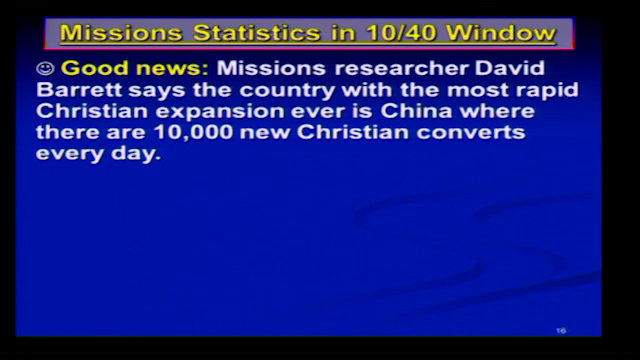 Missions Statistics in 10/40 Window
☺ Good news: Missions researcher David
Barrett says the country with the most rapid
Christian expansion ever is China where
there are 10,000 new Christian converts
every day.
16